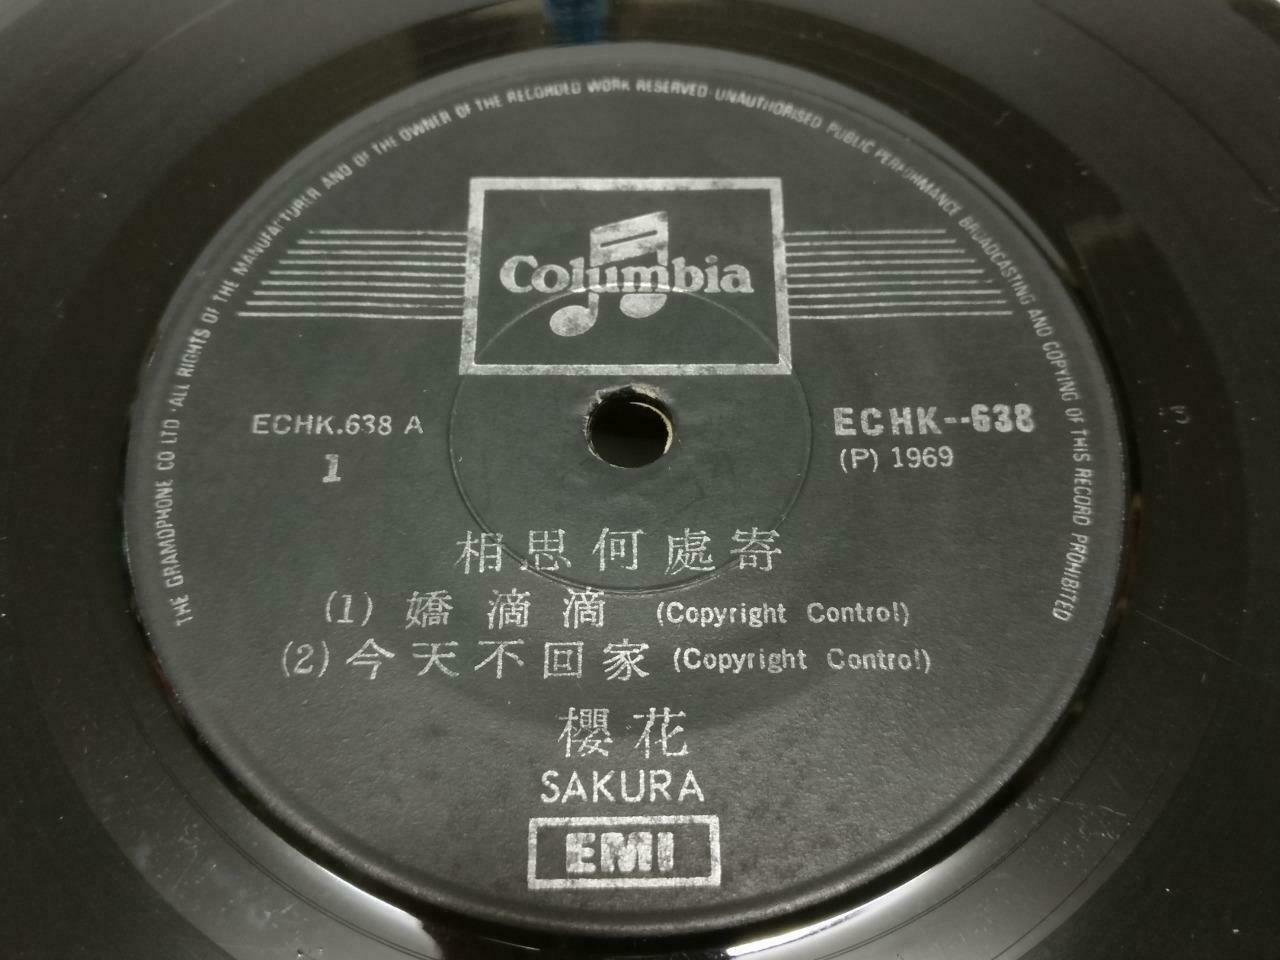 THE GRAMOPHONE CO LTD · ALL RIGHTS OF THE MANUFACTURER AND OF THE OWNER OF THE RECORDED WORK RESERVED · UNAUTHORISED PUBLIC PERFORMANCE BROADCASTING AND COPYING OF THIS RECORD PROHIBITED
Columbia
ECHK.638 A
1
ECHK--638
(P) 1969
相思何處寄
(1) 嬌滴滴 (Copyright Control)
(2) 今天不回家 (Copyright Control)
櫻花
SAKURA
EMI